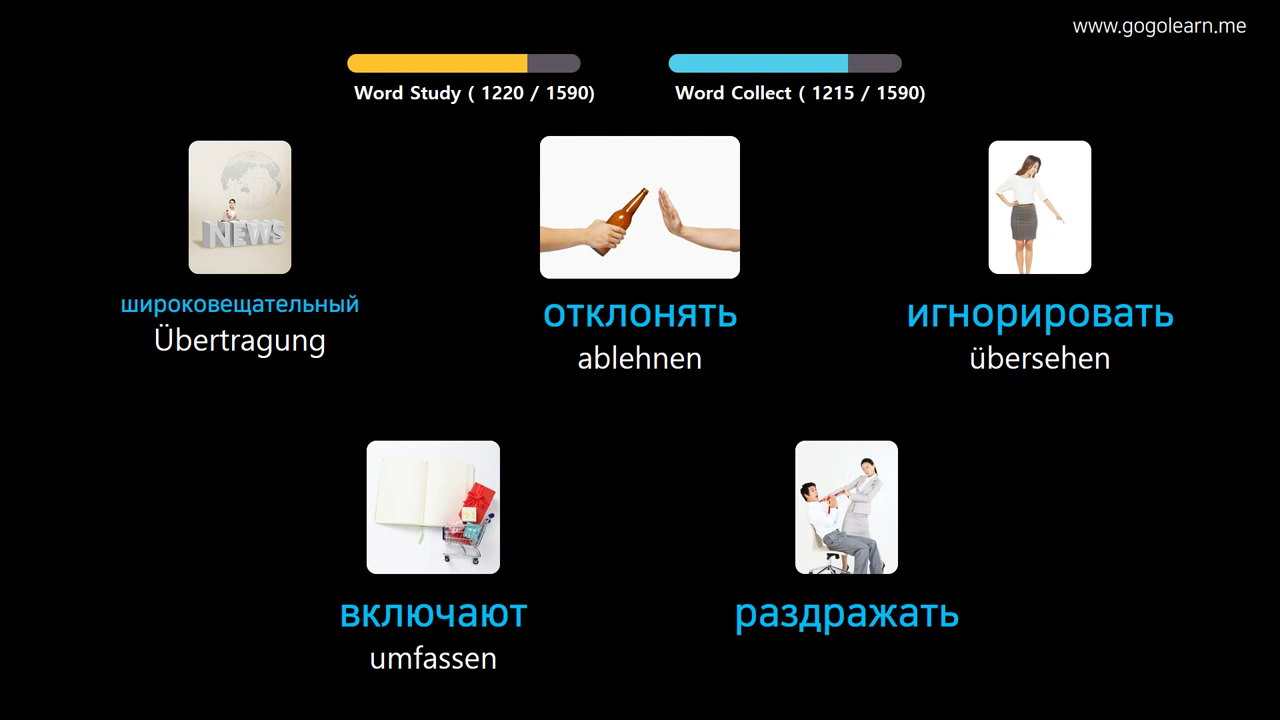 www.gogolearn.me
Word Study ( 1220 / 1590)
Word Collect ( 1215 / 1590)
NEWS
широковещательный
Übertragung
отклонять
ablehnen
игнорировать
übersehen
включают
umfassen
раздражать